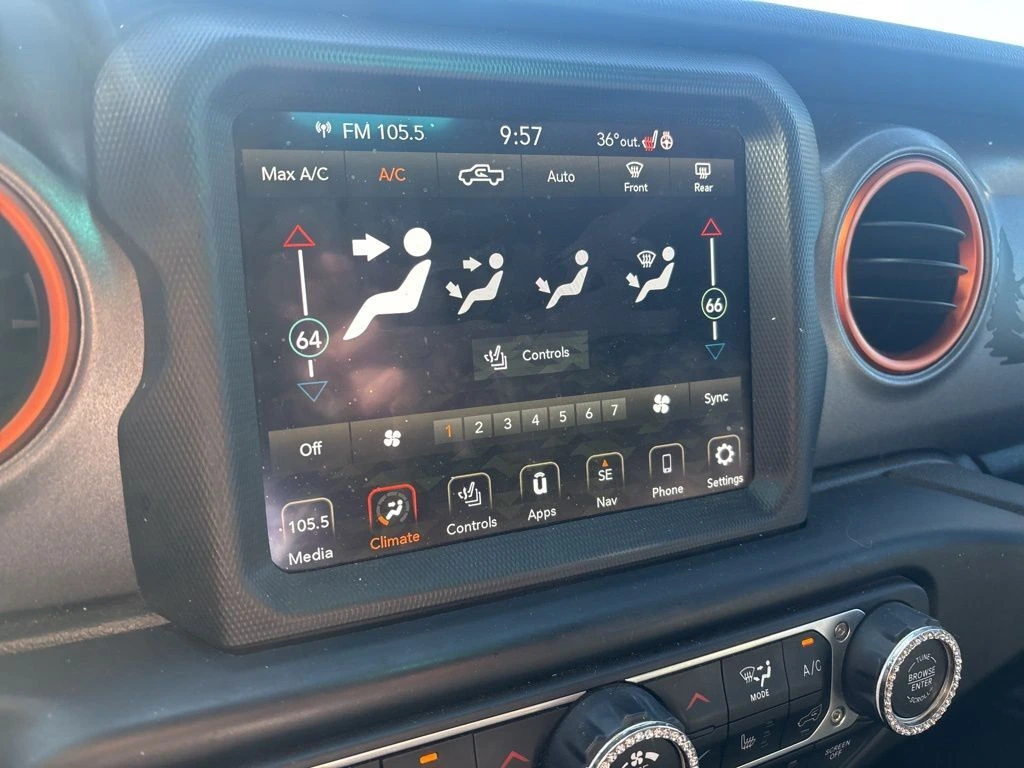 FM 105.5 9:57 36°out.
Max A/C A/C Auto Front Rear
64 66
Controls
Off 1 2 3 4 5 6 7 Sync
105.5 SE
Media Climate Controls Apps Nav Phone Settings
MODE A/C
TUNE
BROWSE
ENTER
SCROLL
SCREEN
OFF